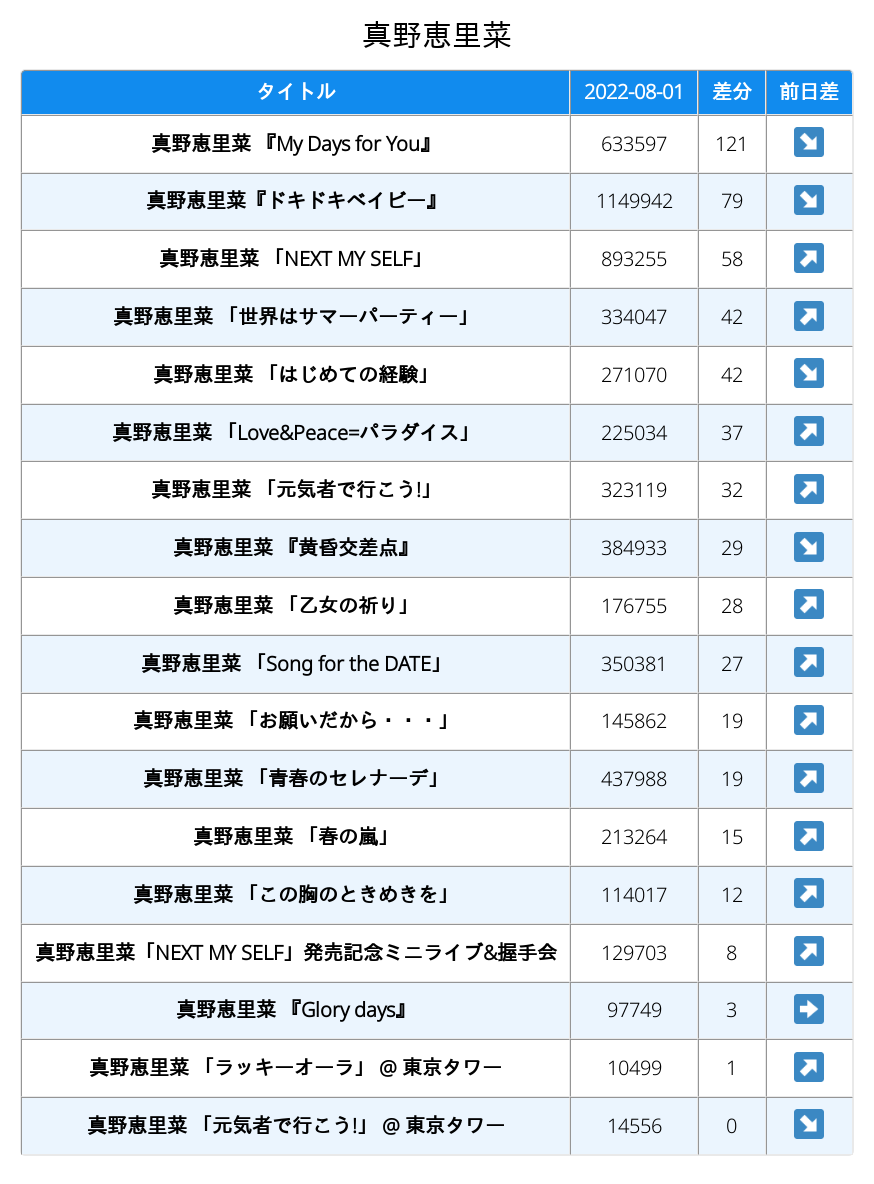 真野恵里菜
タイトル 2022-08-01 差分 前日差
真野恵里菜 『My Days for You』 633597 121 ↘
真野恵里菜『ドキドキベイビー』 1149942 79 ↘
真野恵里菜 「NEXT MY SELF」 893255 58 ↗
真野恵里菜 「世界はサマーパーティー」 334047 42 ↗
真野恵里菜 「はじめての経験」 271070 42 ↘
真野恵里菜 「Love&Peace=パラダイス」 225034 37 ↗
真野恵里菜 「元気者で行こう!」 323119 32 ↗
真野恵里菜 『黄昏交差点』 384933 29 ↘
真野恵里菜 「乙女の祈り」 176755 28 ↗
真野恵里菜 「Song for the DATE」 350381 27 ↗
真野恵里菜 「お願いだから・・・」 145862 19 ↗
真野恵里菜 「青春のセレナーデ」 437988 19 ↗
真野恵里菜 「春の嵐」 213264 15 ↗
真野恵里菜 「この胸のときめきを」 114017 12 ↗
真野恵里菜「NEXT MY SELF」発売記念ミニライブ&握手会 129703 8 ↗
真野恵里菜 『Glory days』 97749 3 ➡
真野恵里菜 「ラッキーオーラ」 @ 東京タワー 10499 1 ↗
真野恵里菜 「元気者で行こう!」 @ 東京タワー 14556 0 ↘